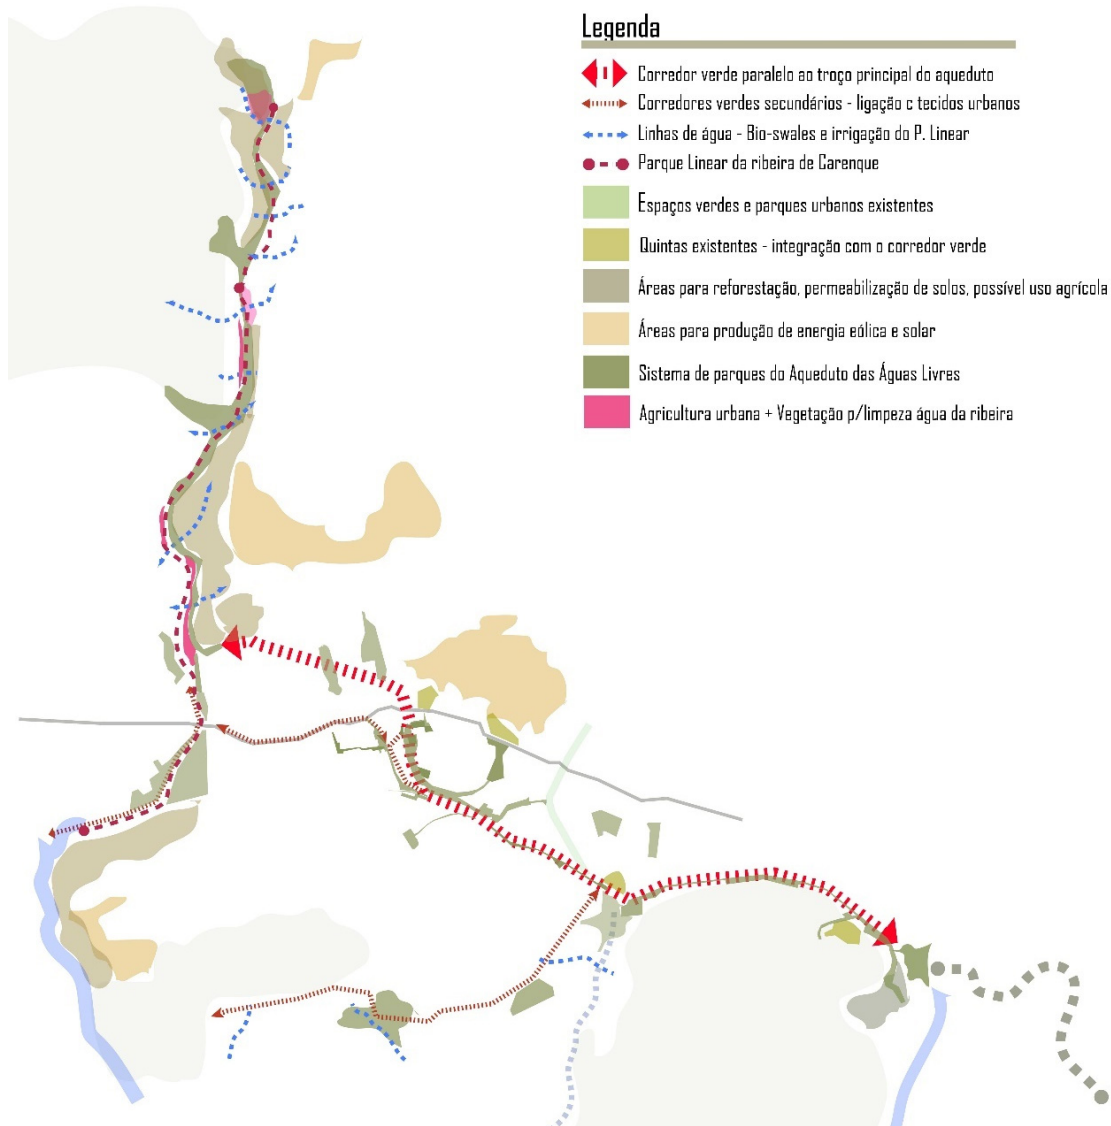 Legenda
Corredor verde paralelo ao troço principal do aqueduto
Corredores verdes secundários - ligação c tecidos urbanos
Linhas de água - Bio-swales e irrigação do P. Linear
Parque Linear da ribeira de Carenque
Espaços verdes e parques urbanos existentes
Quintas existentes - integração com o corredor verde
Áreas para reforestação, permeabilização de solos, possível uso agrícola
Áreas para produção de energia eólica e solar
Sistema de parques do Aqueduto das Águas Livres
Agricultura urbana + Vegetação p/limpeza água da ribeira